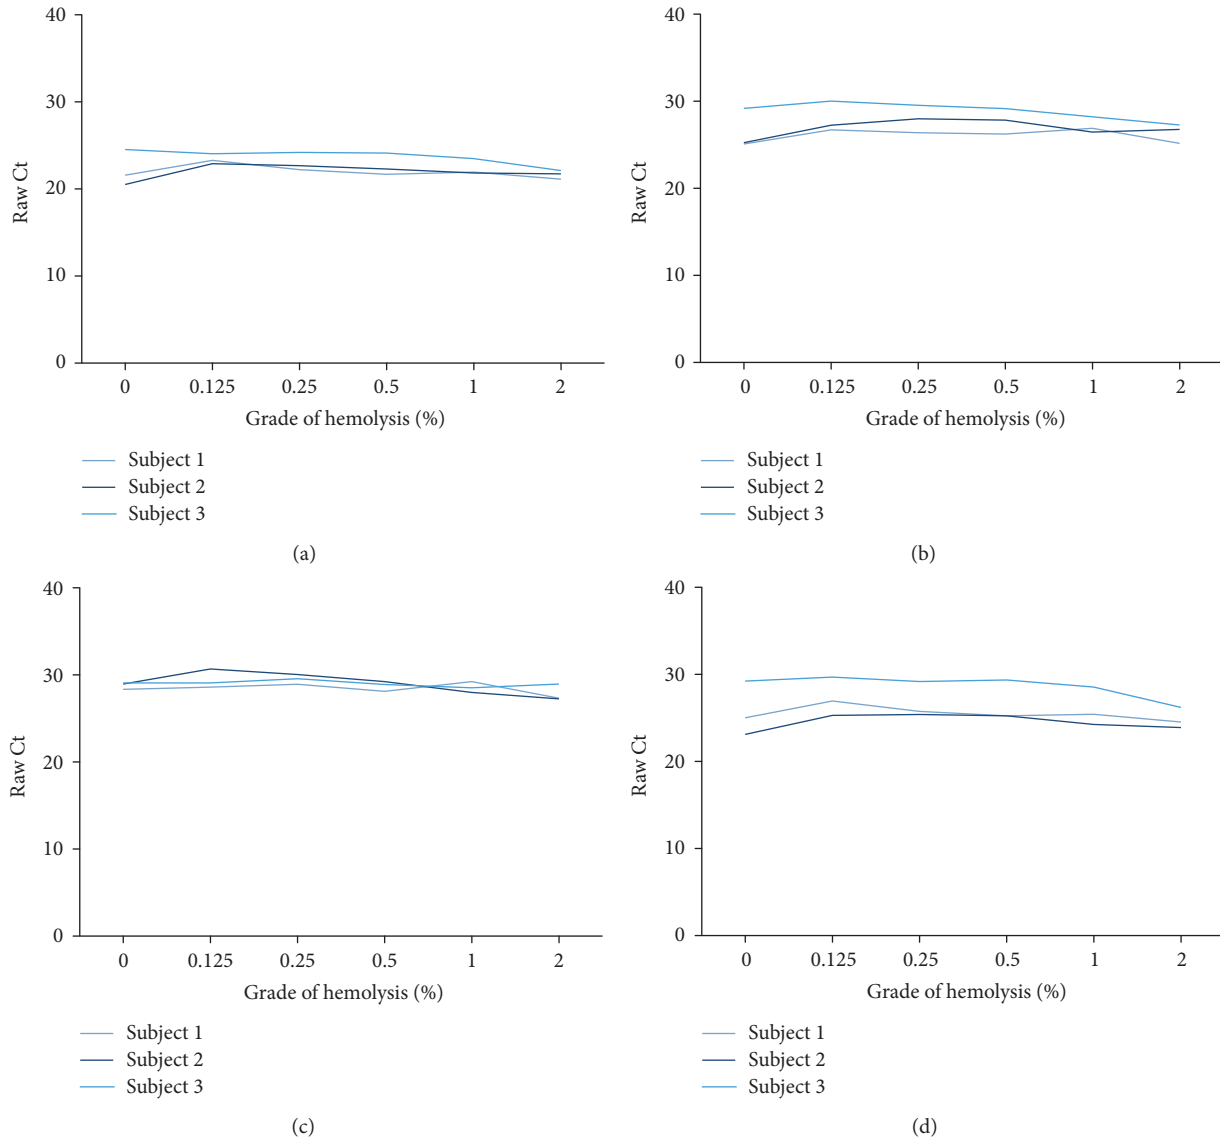 40
30
20
10
0
Raw Ct
0 0.125 0.25 0.5 1 2
Grade of hemolysis (%)
Subject 1
Subject 2
Subject 3
(a)
40
30
20
10
0
Raw Ct
0 0.125 0.25 0.5 1 2
Grade of hemolysis (%)
Subject 1
Subject 2
Subject 3
(b)
40
30
20
10
0
Raw Ct
0 0.125 0.25 0.5 1 2
Grade of hemolysis (%)
Subject 1
Subject 2
Subject 3
(c)
40
30
20
10
0
Raw Ct
0 0.125 0.25 0.5 1 2
Grade of hemolysis (%)
Subject 1
Subject 2
Subject 3
(d)